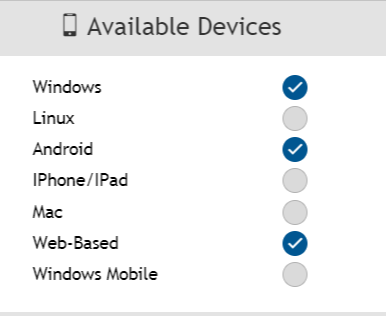 Available Devices
Windows
Linux
Android
IPhone/IPad
Mac
Web-Based
Windows Mobile